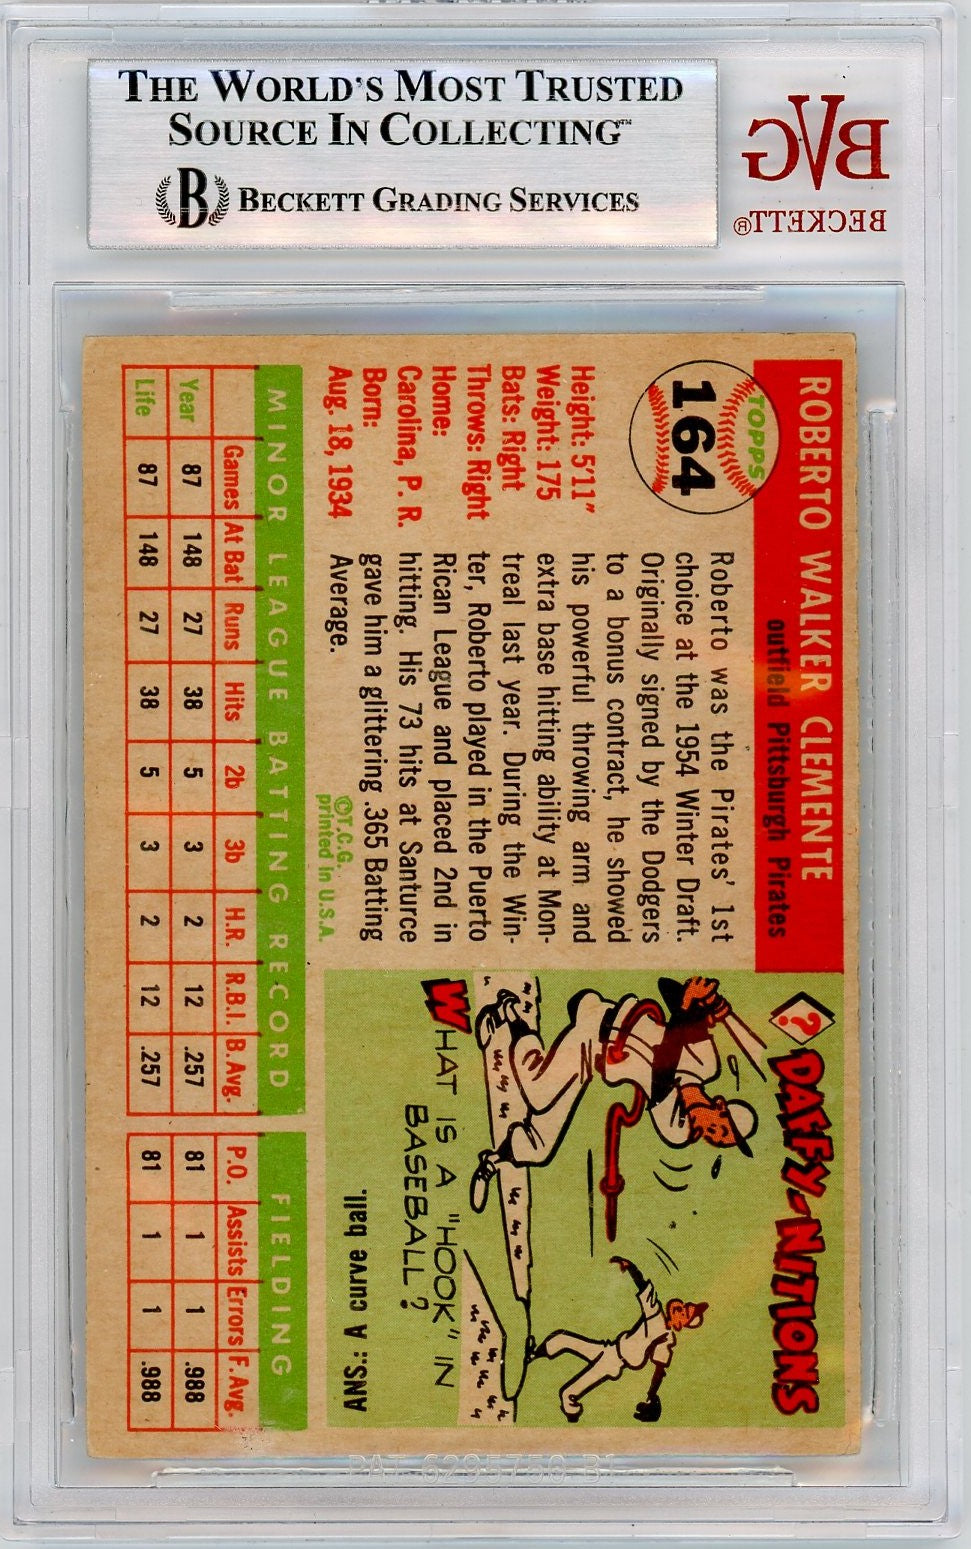 THE WORLD'S MOST TRUSTED
SOURCE IN COLLECTING™
B BECKETT GRADING SERVICES
BVG
BECKETT®
ROBERTO WALKER CLEMENTE
outfield Pittsburgh Pirates
TOPPS
164
Height: 5'11"
Weight: 175
Bats: Right
Throws: Right
Home:
Carolina, P. R.
Born:
Aug. 18, 1934
Roberto was the Pirates' 1st
choice at the 1954 Winter Draft.
Originally signed by the Dodgers
to a bonus contract, he showed
his powerful throwing arm and
extra base hitting ability at Mon-
treal last year. During the Win-
ter, Roberto played in the Puerto
Rican League and placed 2nd in
hitting. His 73 hits at Santurce
gave him a glittering .365 Batting
Average.
©T.C.G.
printed in U.S.A.
? DAFFY-NITIONS
WHAT IS A "HOOK" IN
BASEBALL?
ANS.: A curve ball.
MINOR LEAGUE BATTING RECORD FIELDING
Games At Bat Runs Hits 2b 3b H.R. R.B.I. B. Avg. P.O. Assists Errors F. Avg.
Year 87 148 27 38 5 3 2 12 .257 81 1 1 .988
Life 87 148 27 38 5 3 2 12 .257 81 1 1 .988
PAT 6295750 B1